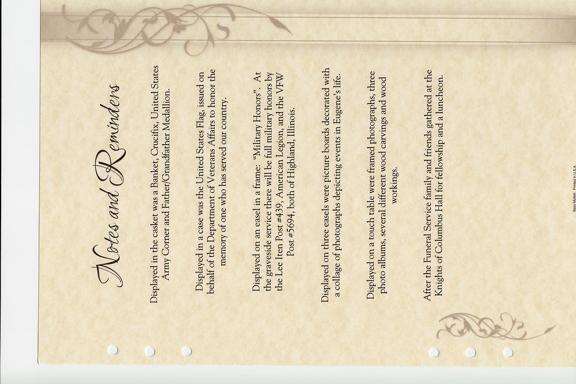 Notes and Reminders
Displayed in the casket was a Banket, Crucifix, United States
Army Corner and Father/Grandfather Medallion.
Displayed in a case was the United States Flag, issued on
behalf of the Department of Veterans Affairs to honor the
memory of one who has served our country.
Displayed on an easel in a frame: "Military Honors". At
the graveside service there will be full military honors by
the Lee Iten Post #439, American Legion, and the VFW
Post #5694, both of Highland, Illinois.
Displayed on three easels were picture boards decorated with
a collage of photographs depicting events in Eugene's life.
Displayed on a touch table were framed photographs, three
photo albums, several different wood carvings and wood
workings.
After the Funeral Service family and friends gathered at the
Knights of Columbus Hall for fellowship and a luncheon.